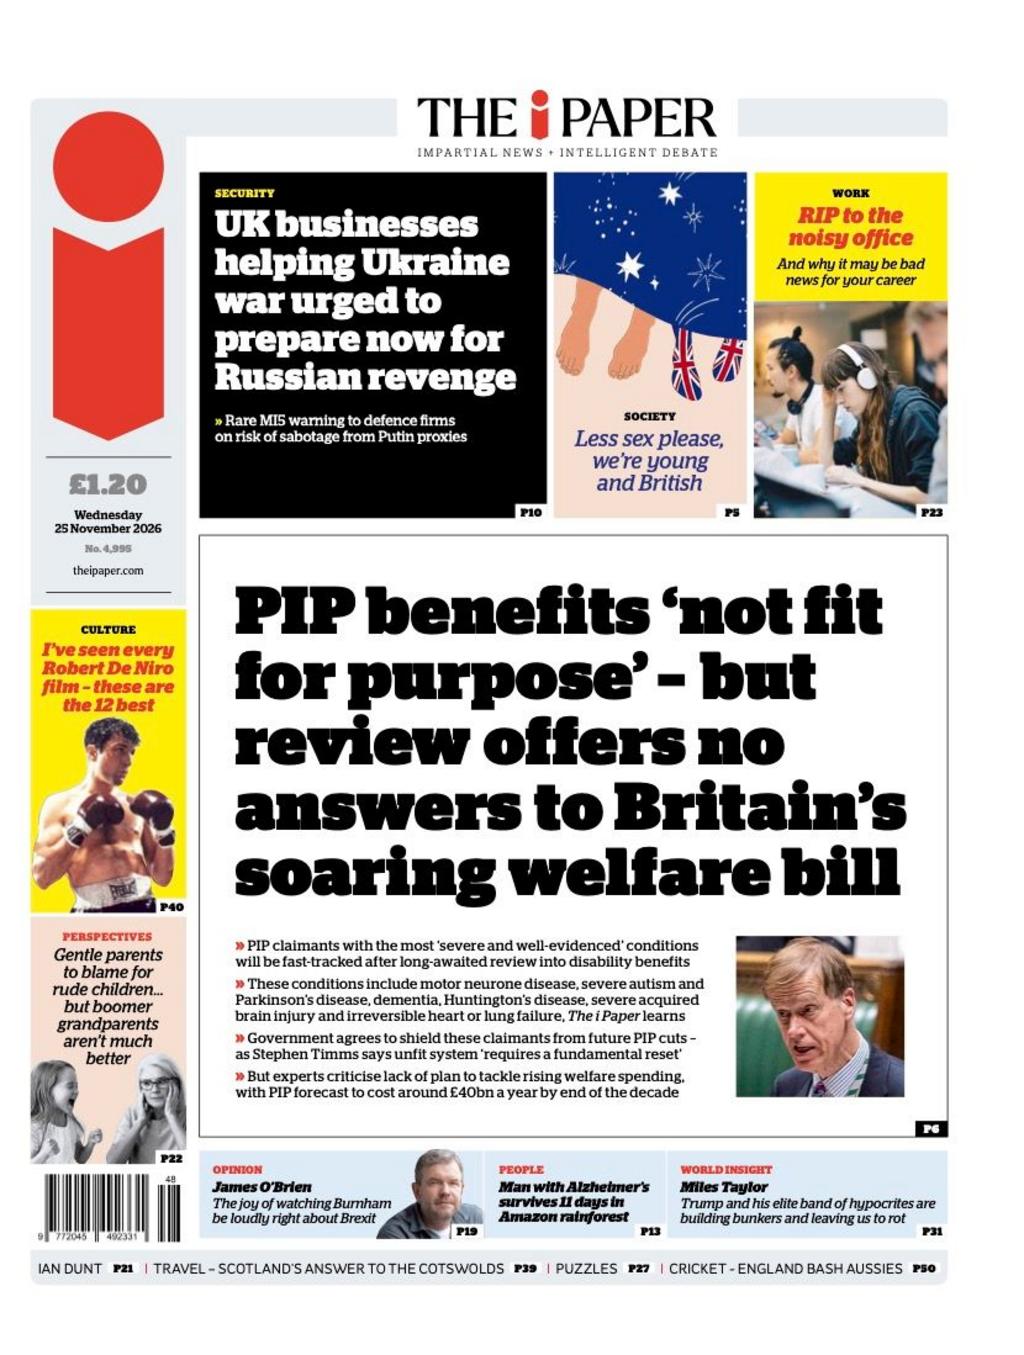 THE i PAPER
IMPARTIAL NEWS + INTELLIGENT DEBATE
SECURITY
UK businesses
helping Ukraine
war urged to
prepare now for
Russian revenge
» Rare MI5 warning to defence firms
on risk of sabotage from Putin proxies
P10
SOCIETY
Less sex please,
we're young
and British
P5
WORK
RIP to the
noisy office
And why it may be bad
news for your career
P23
£1.20
Wednesday
25 November 2026
No. 4,995
theipaper.com
CULTURE
I've seen every
Robert De Niro
film – these are
the 12 best
P40
PERSPECTIVES
Gentle parents
to blame for
rude children...
but boomer
grandparents
aren't much
better
P22
PIP benefits ‘not fit
for purpose’ – but
review offers no
answers to Britain’s
soaring welfare bill
» PIP claimants with the most ‘severe and well-evidenced’ conditions
will be fast-tracked after long-awaited review into disability benefits
» These conditions include motor neurone disease, severe autism and
Parkinson’s disease, dementia, Huntington’s disease, severe acquired
brain injury and irreversible heart or lung failure, The i Paper learns
» Government agrees to shield these claimants from future PIP cuts –
as Stephen Timms says unfit system ‘requires a fundamental reset’
» But experts criticise lack of plan to tackle rising welfare spending,
with PIP forecast to cost around £40bn a year by end of the decade
P6
OPINION
James O’Brien
The joy of watching Burnham
be loudly right about Brexit
P19
PEOPLE
Man with Alzheimer’s
survives 11 days in
Amazon rainforest
P13
WORLD INSIGHT
Miles Taylor
Trump and his elite band of hypocrites are
building bunkers and leaving us to rot
P31
48
9 772045 492331
IAN DUNT P21 | TRAVEL – SCOTLAND’S ANSWER TO THE COTSWOLDS P39 | PUZZLES P27 | CRICKET - ENGLAND BASH AUSSIES P50